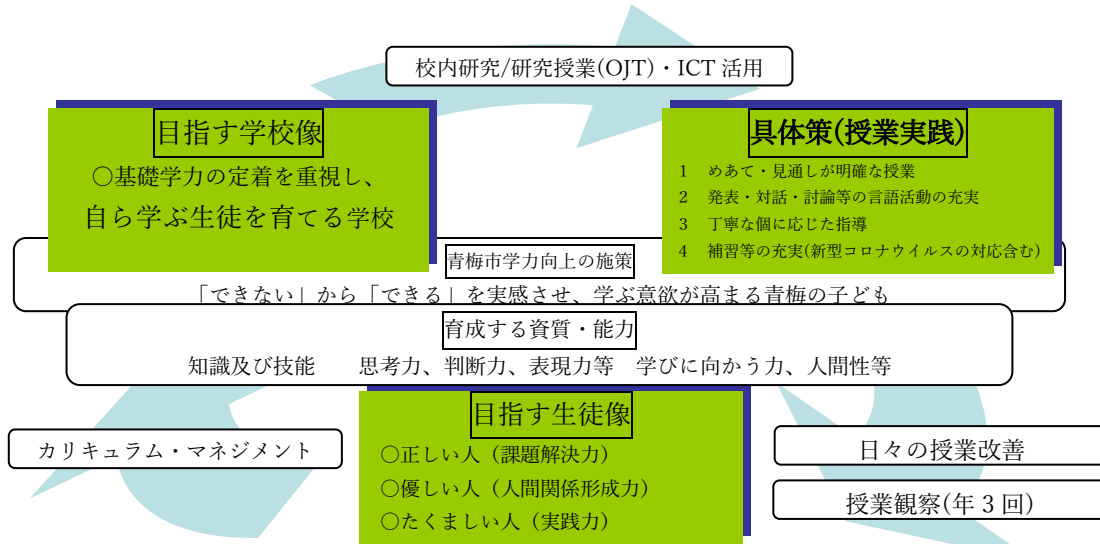 校内研究/研究授業(OJT)・ICT 活用
目指す学校像
○基礎学力の定着を重視し、
自ら学ぶ生徒を育てる学校
具体策(授業実践)
1 めあて・見通しが明確な授業
2 発表・対話・討論等の言語活動の充実
3 丁寧な個に応じた指導
4 補習等の充実(新型コロナウイルスの対応含む)
青梅市学力向上の施策
「できない」から「できる」を実感させ、学ぶ意欲が高まる青梅の子ども
育成する資質・能力
知識及び技能 思考力、判断力、表現力等 学びに向かう力、人間性等
目指す生徒像
○正しい人（課題解決力）
○優しい人（人間関係形成力）
○たくましい人（実践力）
カリキュラム・マネジメント
日々の授業改善
授業観察(年 3 回)